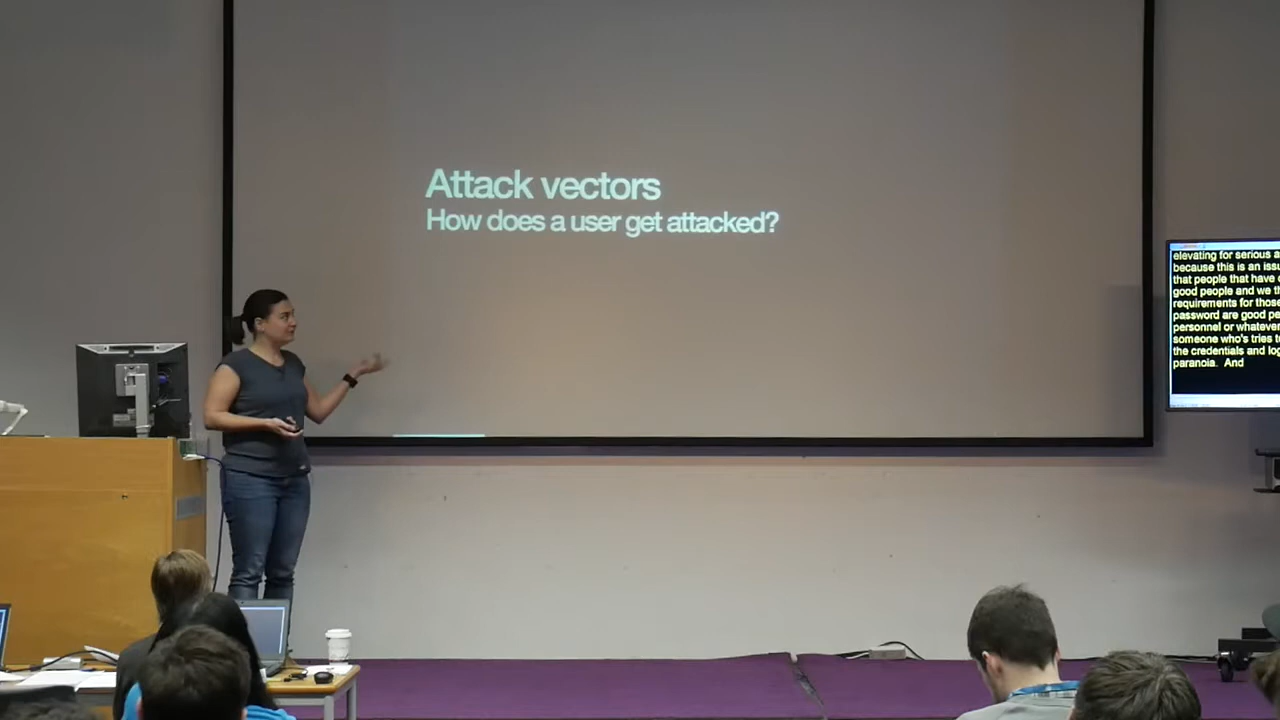 Attack vectors
How does a user get attacked?
elevating for serious a
because this is an issu
that people that have
good people and we th
requirements for those
password are good pe
personnel or whatever
someone who's tries to
the credentials and log
paranoia. And